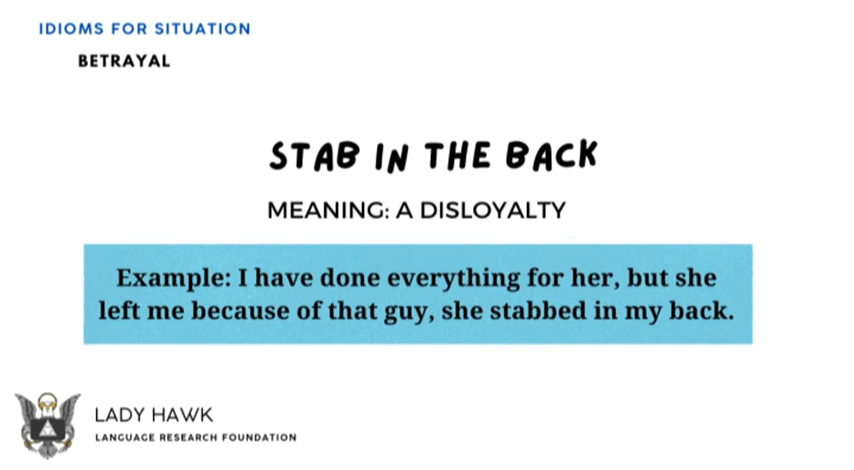 IDIOMS FOR SITUATION
BETRAYAL
STAB IN THE BACK
MEANING: A DISLOYALTY
Example: I have done everything for her, but she
left me because of that guy, she stabbed in my back.
LADY HAWK
LANGUAGE RESEARCH FOUNDATION